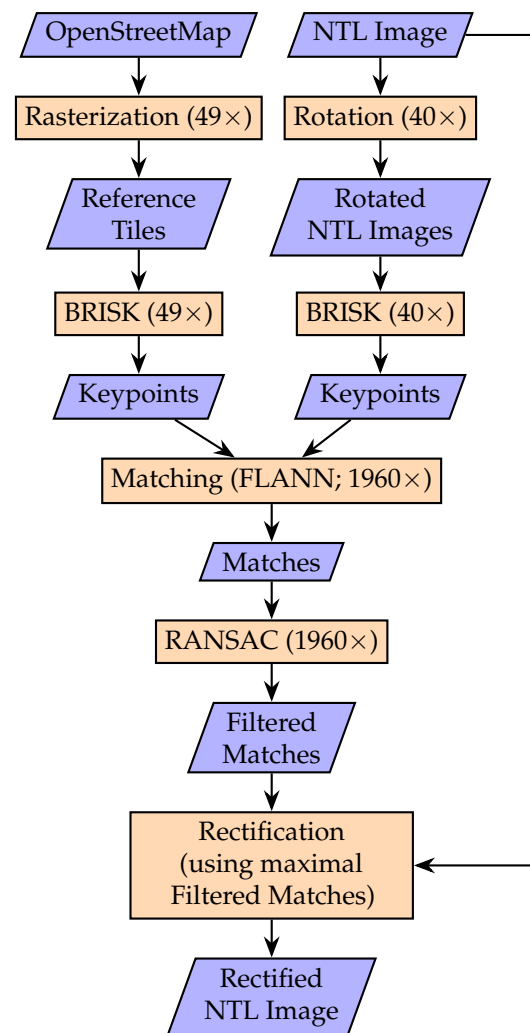 OpenStreetMap
NTL Image
Rasterization (49×)
Rotation (40×)
Reference
Tiles
Rotated
NTL Images
BRISK (49×)
BRISK (40×)
Keypoints
Keypoints
Matching (FLANN; 1960×)
Matches
RANSAC (1960×)
Filtered
Matches
Rectification
(using maximal
Filtered Matches)
Rectified
NTL Image